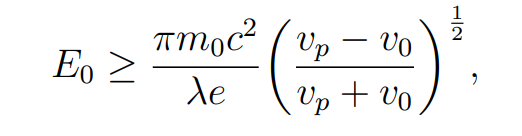 E_0 \geq \frac{\pi m_0 c^2}{\lambda e} \left( \frac{v_p - v_0}{v_p + v_0} \right)^{\frac{1}{2}},